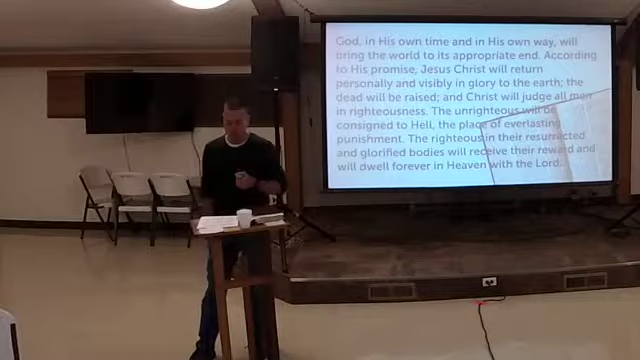 God, in His own time and in His own way, will
bring the world to its appropriate end. According
to His promise, Jesus Christ will return
personally and visibly in glory to the earth; the
dead will be raised; and Christ will judge all men
in righteousness. The unrighteous will be
consigned to Hell, the place of everlasting
punishment. The righteous in their resurrected
and glorified bodies will receive their reward and
will dwell forever in Heaven with the Lord.